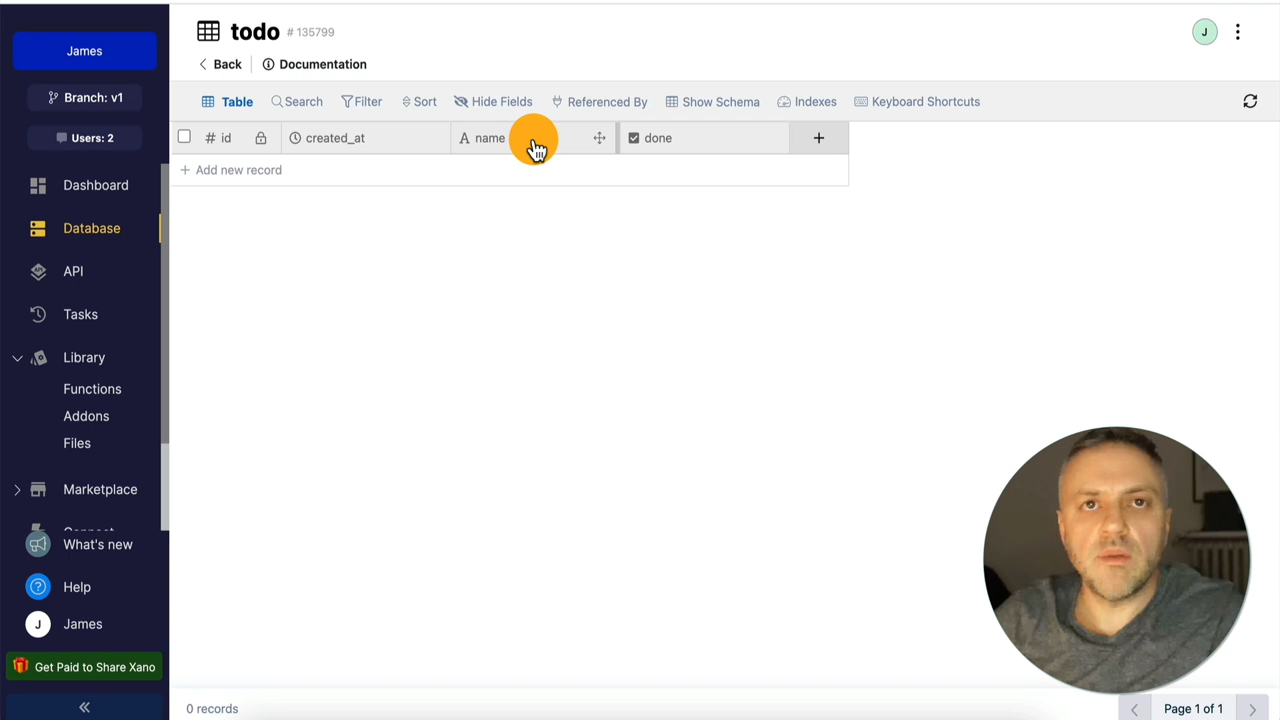 James
Branch: v1
Users: 2
Dashboard
Database
API
Tasks
Library
Functions
Addons
Files
Marketplace
Connect
What's new
Help
J James
Get Paid to Share Xano
todo # 135799
J
Back Documentation
Table Search Filter Sort Hide Fields Referenced By Show Schema Indexes Keyboard Shortcuts
# id created_at A name done +
+ Add new record
0 records
Page 1 of 1